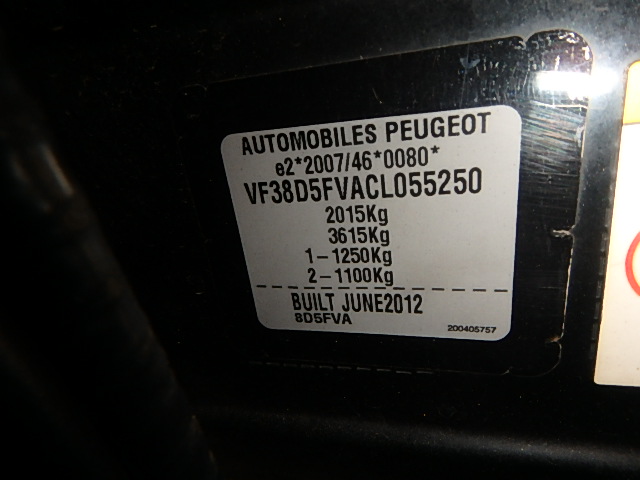 AUTOMOBILES PEUGEOT
e2*2007/46*0080*
VF38D5FVACL055250
2015Kg
3615Kg
1-1250Kg
2-1100Kg
BUILT JUNE2012
8D5FVA
200405757